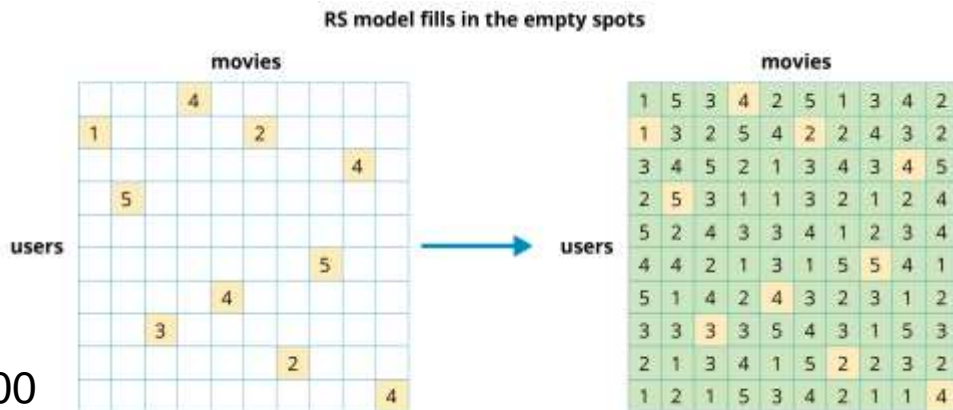 RS model fills in the empty spots
movies
4
1 2
4
5
users
5
4
3
2
4
00
movies
1 5 3 4 2 5 1 3 4 2
1 3 2 5 4 2 2 4 3 2
3 4 5 2 1 3 4 3 4 5
2 5 3 1 1 3 2 1 2 4
users
5 2 4 3 3 4 1 2 3 4
4 4 2 1 3 1 5 5 4 1
5 1 4 2 4 3 2 3 1 2
3 3 3 3 5 4 3 1 5 3
2 1 3 4 1 5 2 2 3 2
1 2 1 5 3 4 2 1 1 4